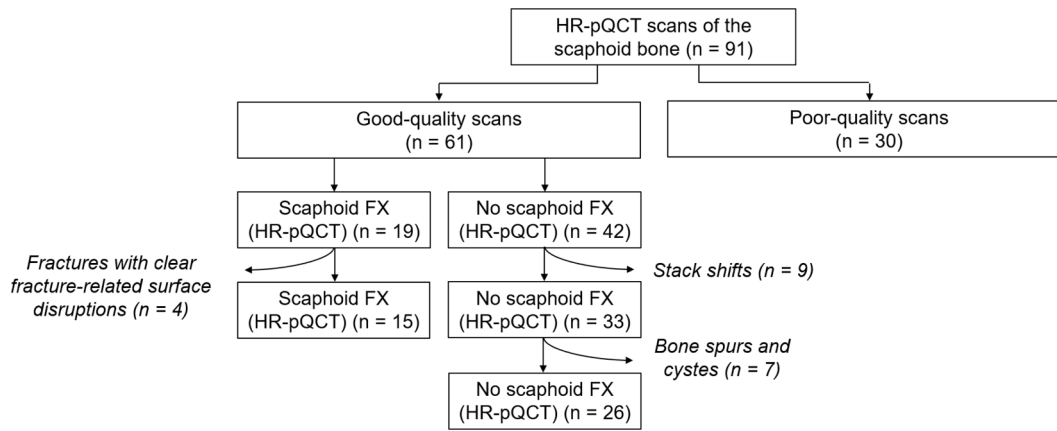 HR-pQCT scans of the
scaphoid bone (n = 91)
Good-quality scans
(n = 61)
Poor-quality scans
(n = 30)
Scaphoid FX
(HR-pQCT) (n = 19)
No scaphoid FX
(HR-pQCT) (n = 42)
Fractures with clear
fracture-related surface
disruptions (n = 4)
Stack shifts (n = 9)
Scaphoid FX
(HR-pQCT) (n = 15)
No scaphoid FX
(HR-pQCT) (n = 33)
Bone spurs and
cystes (n = 7)
No scaphoid FX
(HR-pQCT) (n = 26)